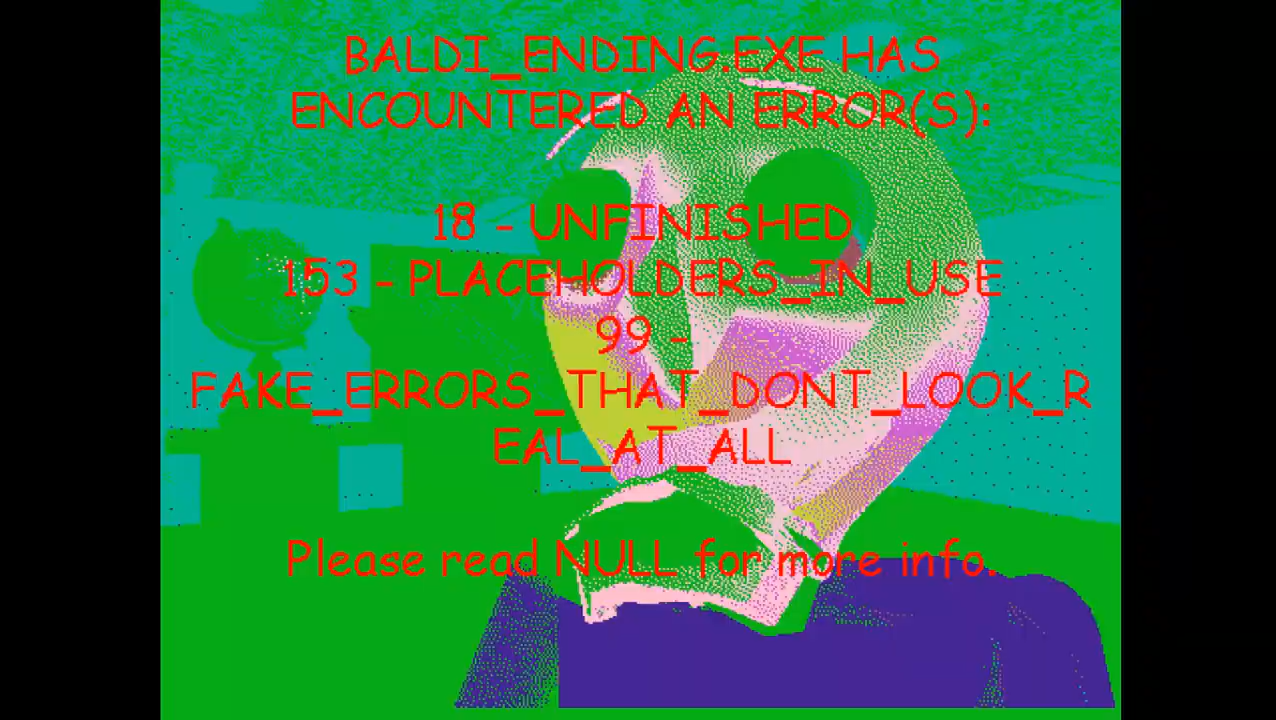 BALDI_ENDING.EXE HAS
ENCOUNTERED AN ERROR(S):
18 - UNFINISHED
153 - PLACEHOLDERS_IN_USE
99 -
FAKE_ERRORS_THAT_DONT_LOOK_R
EAL_AT_ALL
Please read NULL for more info.